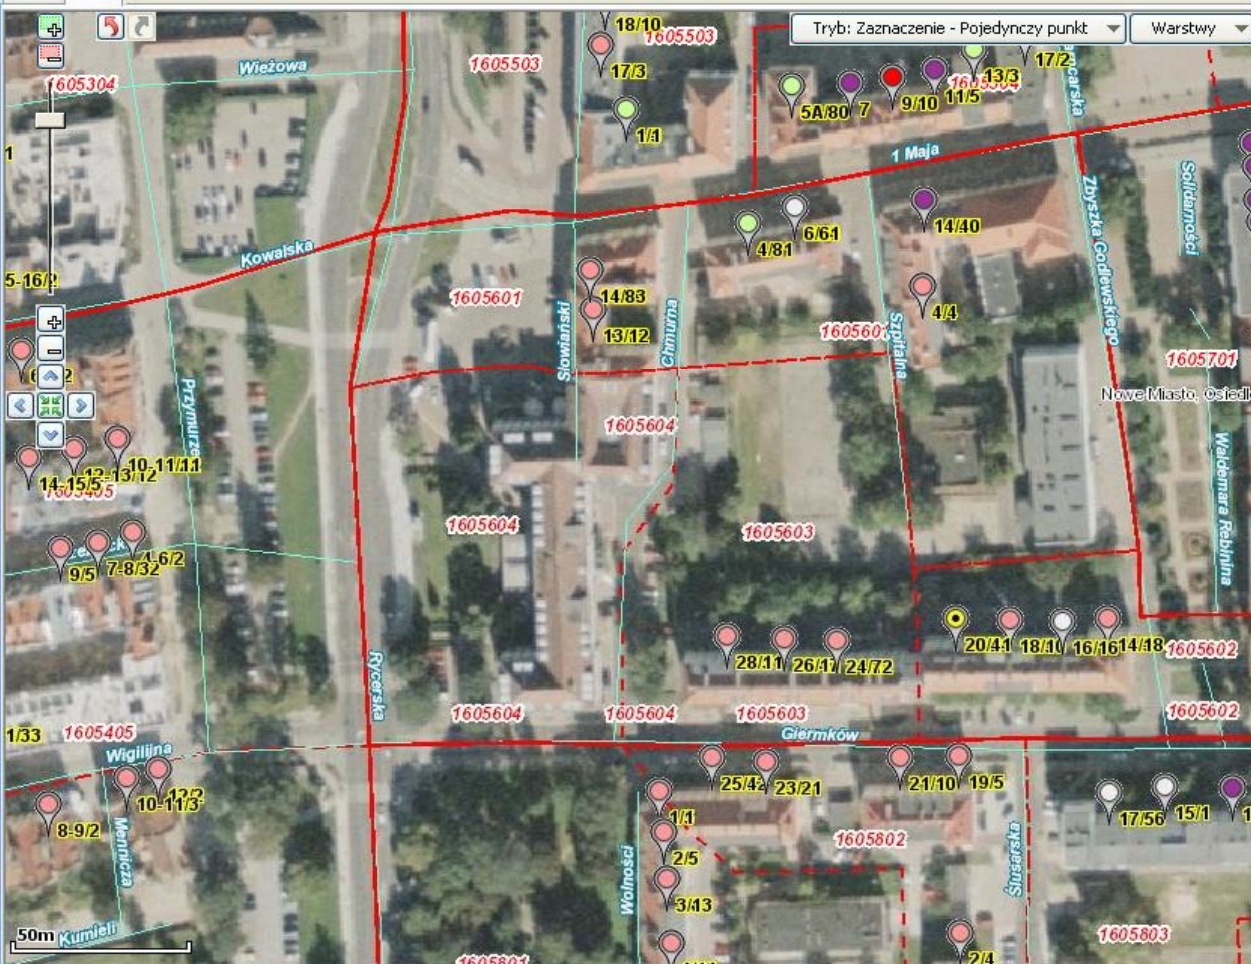 Tryb: Zaznaczenie - Pojedynczy punkt
Warstwy
18/10
1605503
1605503
17/3
17/2
13/3
Wieżowa
1605304
11/5
9/10
7
5A/80
1/1
1 Maja
Solidarności
Zbyszka Godlewskiego
14/40
6/61
4/81
Kowalska
14/83
1605601
13/12
4/4
Słowiański
Chmurna
Szpitalna
1605701
Nowe Miasto, Osiedl
Przymurze
1605604
10-11/11
12-13/12
14-15/5
1605405
1605604
1605603
Waldemara Rebinina
4-6/2
7-8/32
9/5
20/41
18/10
16/16
14/18
1605602
28/11
26/17
24/72
Rycerska
1605604
1605604
1605603
1605602
1/33
1605405
Giermków
Wigilijna
12/2
10-11/3
8-9/2
25/42
23/21
21/10
19/5
17/56
15/1
1/1
1605802
2/5
Mennicza
Wolności
Ślusarska
3/13
50m
Kumieli
1605803
2/4
1605801